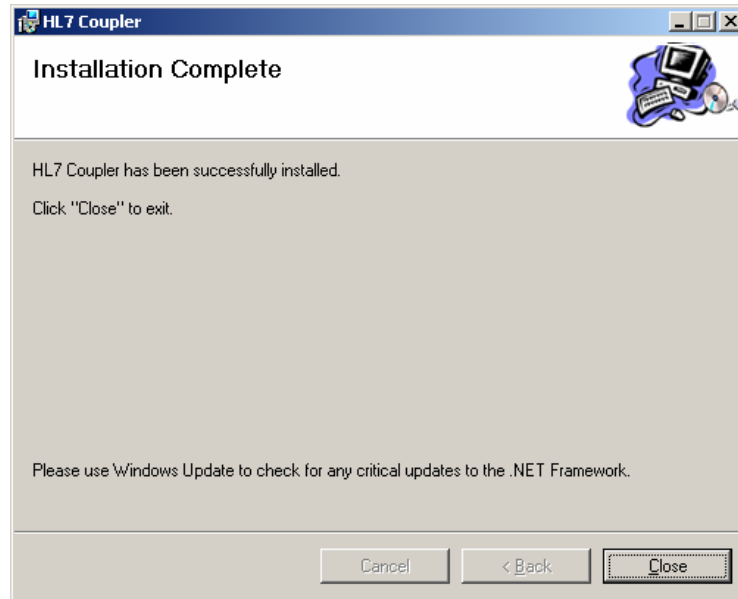 HL7 Coupler
Installation Complete
HL7 Coupler has been successfully installed.
Click "Close" to exit.
Please use Windows Update to check for any critical updates to the .NET Framework.
Cancel
< Back
Close